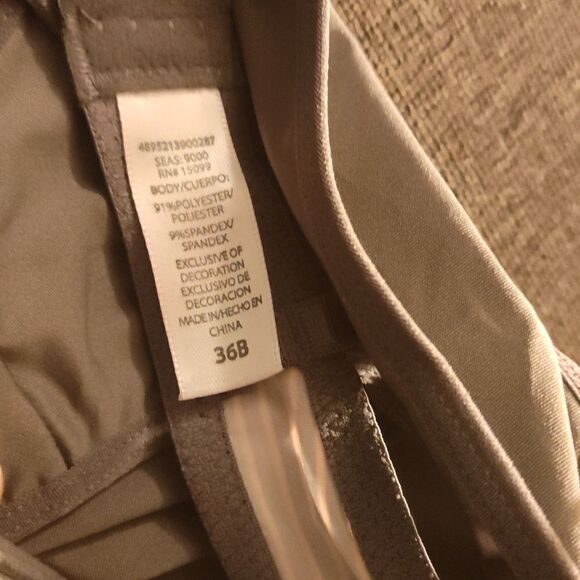 4895213900287
SEAS: 9000
RN# 15099
BODY/CUERPO:
91%POLYESTER/
POLIESTER
9%SPANDEX/
SPANDEX
EXCLUSIVE OF
DECORATION
EXCLUSIVO DE
DECORACION
MADE IN/HECHO EN
CHINA
36B